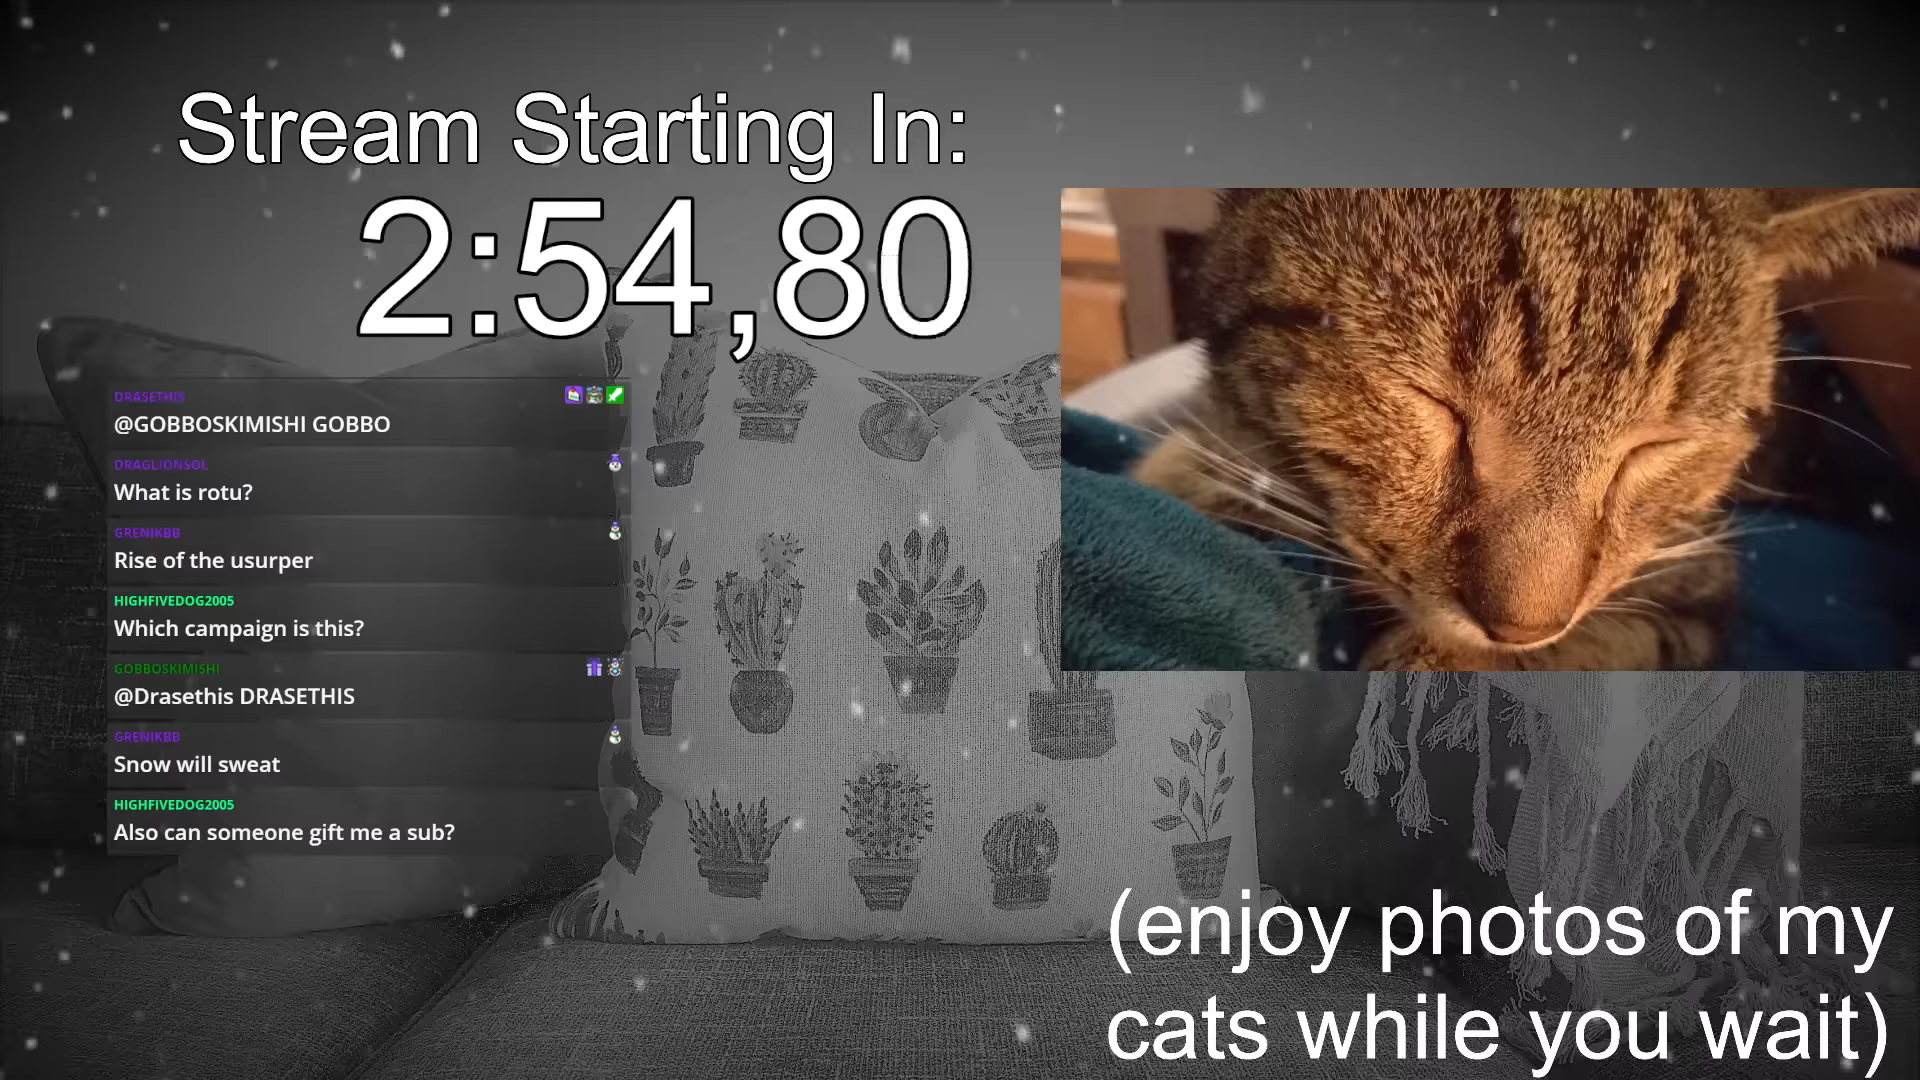 Stream Starting In:
2:54,80
DRASETHIS
@GOBBOSKIMISHI GOBBO
DRAGLIONSOL
What is rotu?
GRENIKBB
Rise of the usurper
HIGHFIVEDOG2005
Which campaign is this?
GOBBOSKIMISHI
@Drasethis DRASETHIS
GRENIKBB
Snow will sweat
HIGHFIVEDOG2005
Also can someone gift me a sub?
(enjoy photos of my
cats while you wait)